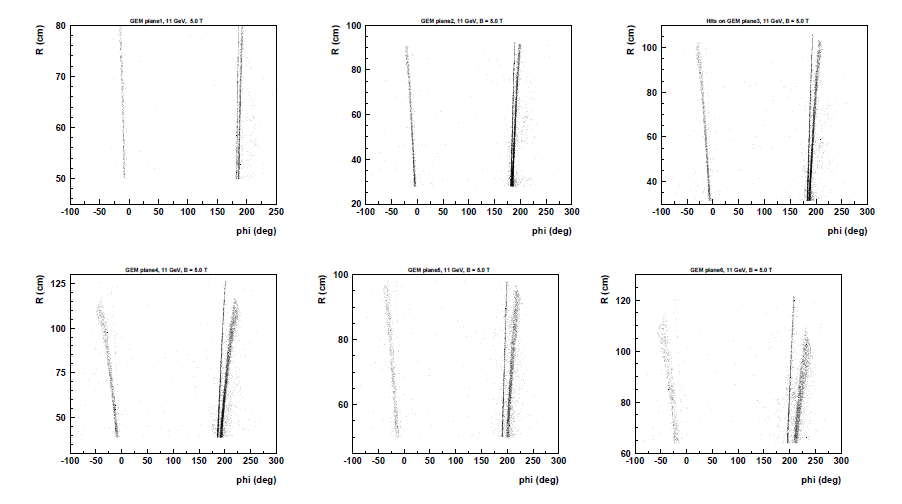 GEM plane1, 11 GeV, 5.0 T
R (cm)
80
70
60
50
-100 -50 0 50 100 150 200 250
phi (deg)
GEM plane2, 11 GeV, B = 5.0 T
R (cm)
100
80
60
40
20
-100 -50 0 50 100 150 200 250 300
phi (deg)
Hits on GEM plane3, 11 GeV, B = 5.0 T
R (cm)
100
80
60
40
-100 -50 0 50 100 150 200 250 300
phi (deg)
GEM plane4, 11 GeV, B = 5.0 T
R (cm)
125
100
75
50
-100 -50 0 50 100 150 200 250 300
phi (deg)
GEM plane5, 11 GeV, B = 5.0 T
R (cm)
100
80
60
-100 -50 0 50 100 150 200 250 300
phi (deg)
GEM plane6, 11 GeV, B = 5.0 T
R (cm)
120
100
80
60
-100 -50 0 50 100 150 200 250 300
phi (deg)